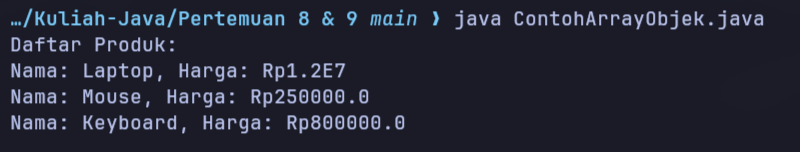 …/Kuliah-Java/Pertemuan 8 & 9 main ❱ java ContohArrayObjek.java
Daftar Produk:
Nama: Laptop, Harga: Rp1.2E7
Nama: Mouse, Harga: Rp250000.0
Nama: Keyboard, Harga: Rp800000.0